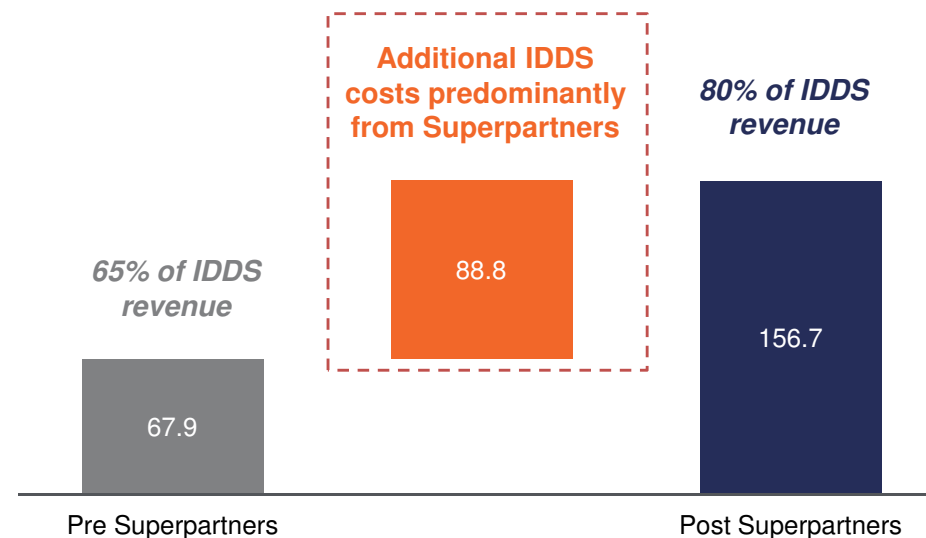 Additional IDDS
costs predominantly
from Superpartners
80% of IDDS
revenue
65% of IDDS
revenue
88.8
156.7
67.9
Pre Superpartners
Post Superpartners